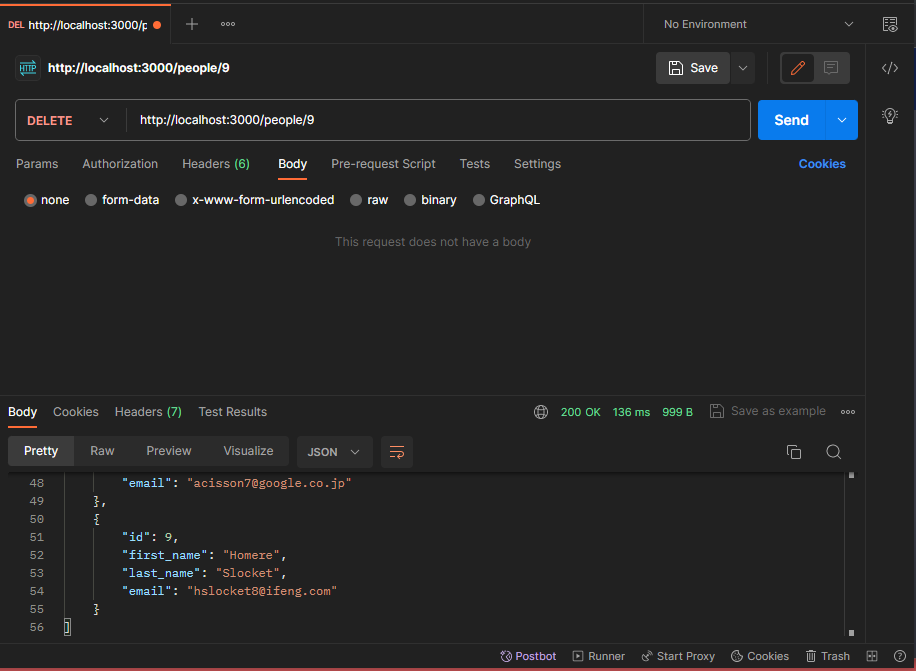 DEL http://localhost:3000/p
No Environment
HTTP http://localhost:3000/people/9
Save
DELETE http://localhost:3000/people/9
Send
Params Authorization Headers (6) Body Pre-request Script Tests Settings Cookies
none form-data x-www-form-urlencoded raw binary GraphQL
This request does not have a body
Body Cookies Headers (7) Test Results 200 OK 136 ms 999 B Save as example
Pretty Raw Preview Visualize JSON
48 "email": "acisson7@google.co.jp"
49 },
50 {
51 "id": 9,
52 "first_name": "Homere",
53 "last_name": "Slocket",
54 "email": "hslocket8@ifeng.com"
55 }
56 ]
Postbot Runner Start Proxy Cookies Trash